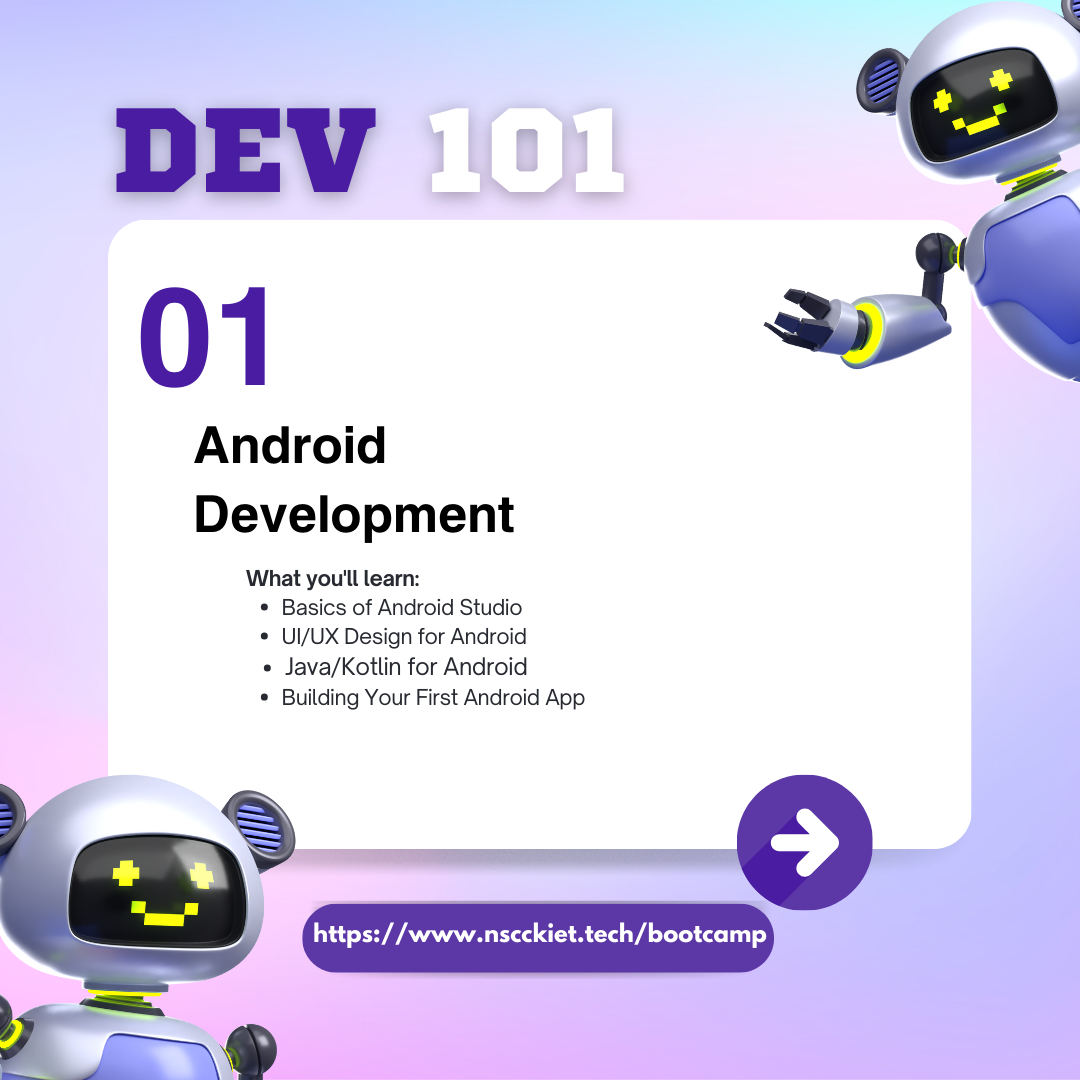 DEV 101
01
Android
Development
What you'll learn:
• Basics of Android Studio
• UI/UX Design for Android
• Java/Kotlin for Android
• Building Your First Android App
https://www.nscckiet.tech/bootcamp